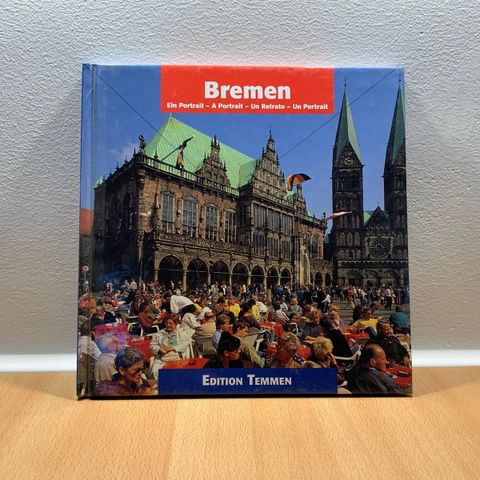 Bremen
Ein Portrait – A Portrait – Un Retrato – Un Portrait
EDITION TEMMEN